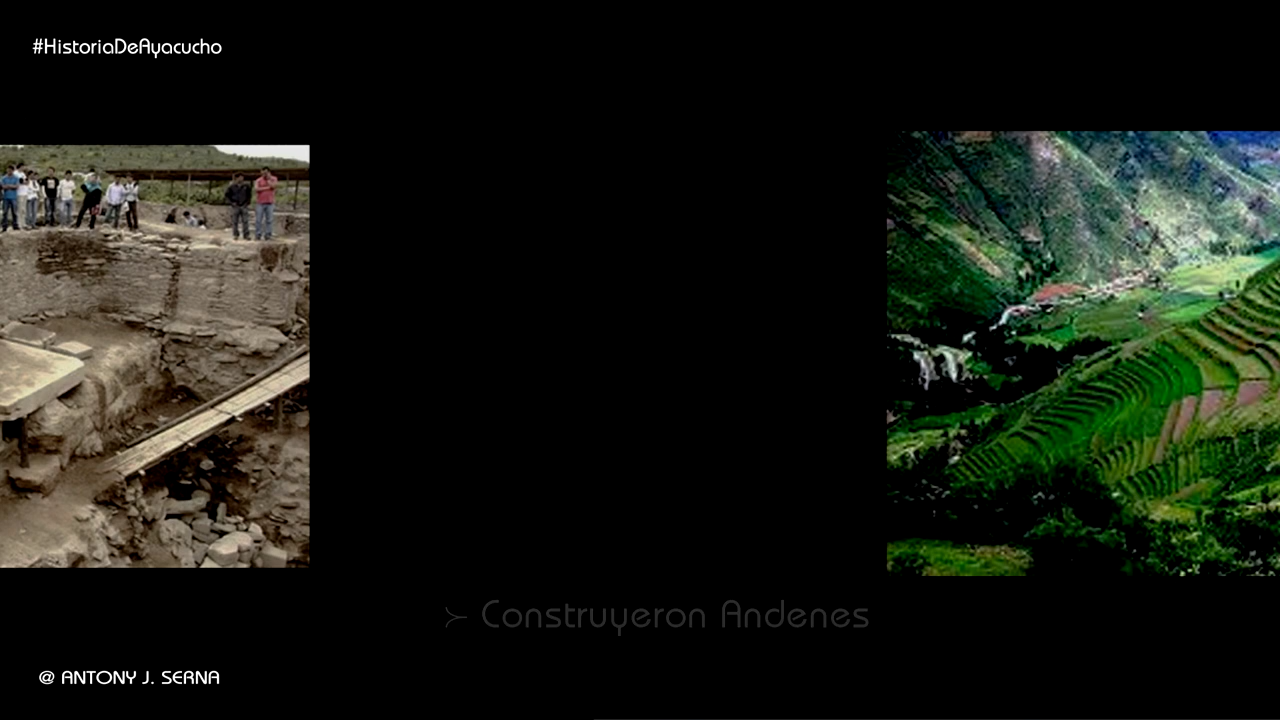 #HistoriaDeAyacucho
≻ Construyeron Andenes
@ ANTONY J. SERNA